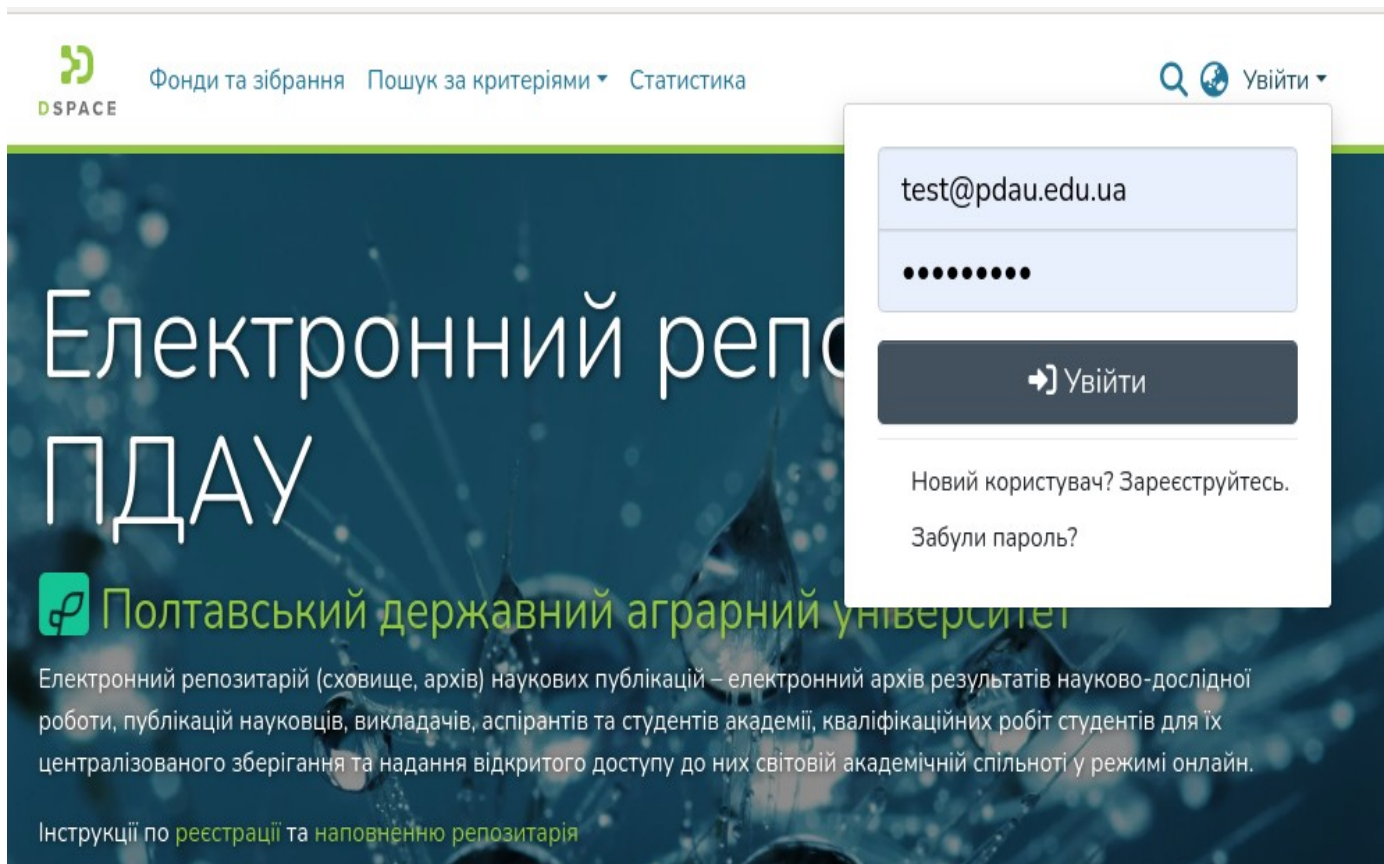 DSPACE
Фонди та зібрання Пошук за критеріями Статистика Увійти
test@pdau.edu.ua
•••••••••
Увійти
Новий користувач? Зареєструйтесь.
Забули пароль?
Електронний репо
ПДАУ
Полтавський державний аграрний університет
Електронний репозитарій (сховище, архів) наукових публікацій – електронний архів результатів науково-дослідної
роботи, публікацій науковців, викладачів, аспірантів та студентів академії, кваліфікаційних робіт студентів для їх
централізованого зберігання та надання відкритого доступу до них світовій академічній спільноті у режимі онлайн.
Інструкції по реєстрації та наповненню репозитарія